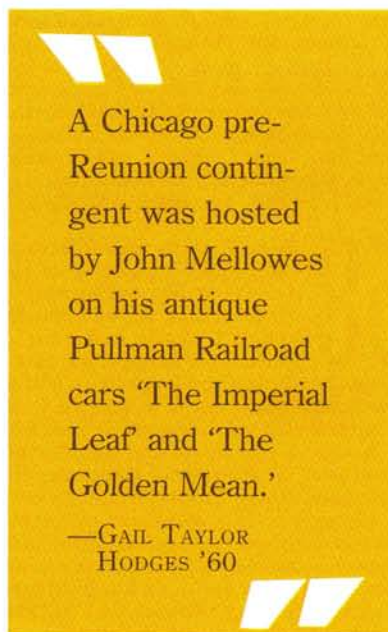 A Chicago pre-
Reunion contin-
gent was hosted
by John Mellowes
on his antique
Pullman Railroad
cars ‘The Imperial
Leaf’ and ‘The
Golden Mean.’
—GAIL TAYLOR
HODGES ’60